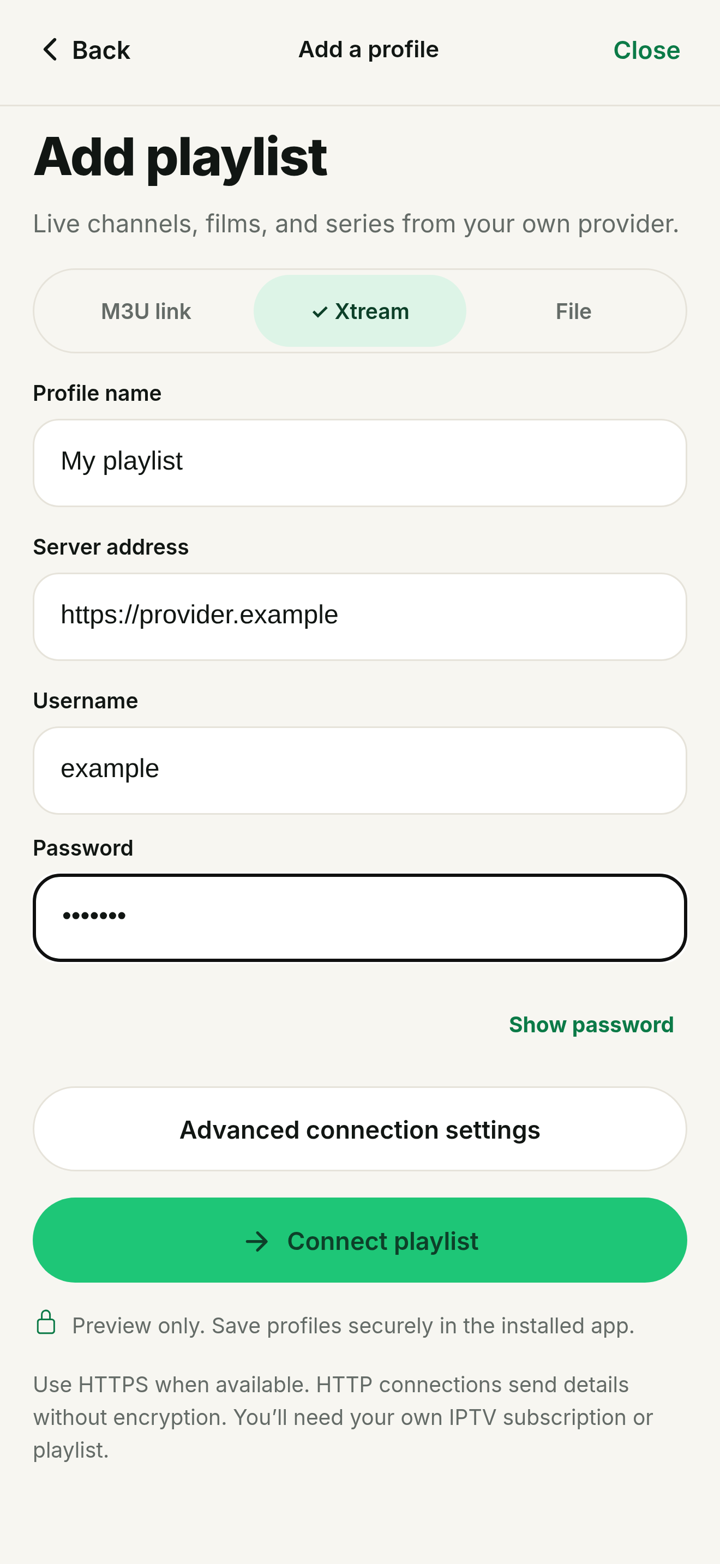 Back
Add a profile
Close
Add playlist
Live channels, films, and series from your own provider.
M3U link
✓ Xtream
File
Profile name
My playlist
Server address
https://provider.example
Username
example
Password
•••••••
Show password
Advanced connection settings
→ Connect playlist
Preview only. Save profiles securely in the installed app.
Use HTTPS when available. HTTP connections send details
without encryption. You’ll need your own IPTV subscription or
playlist.